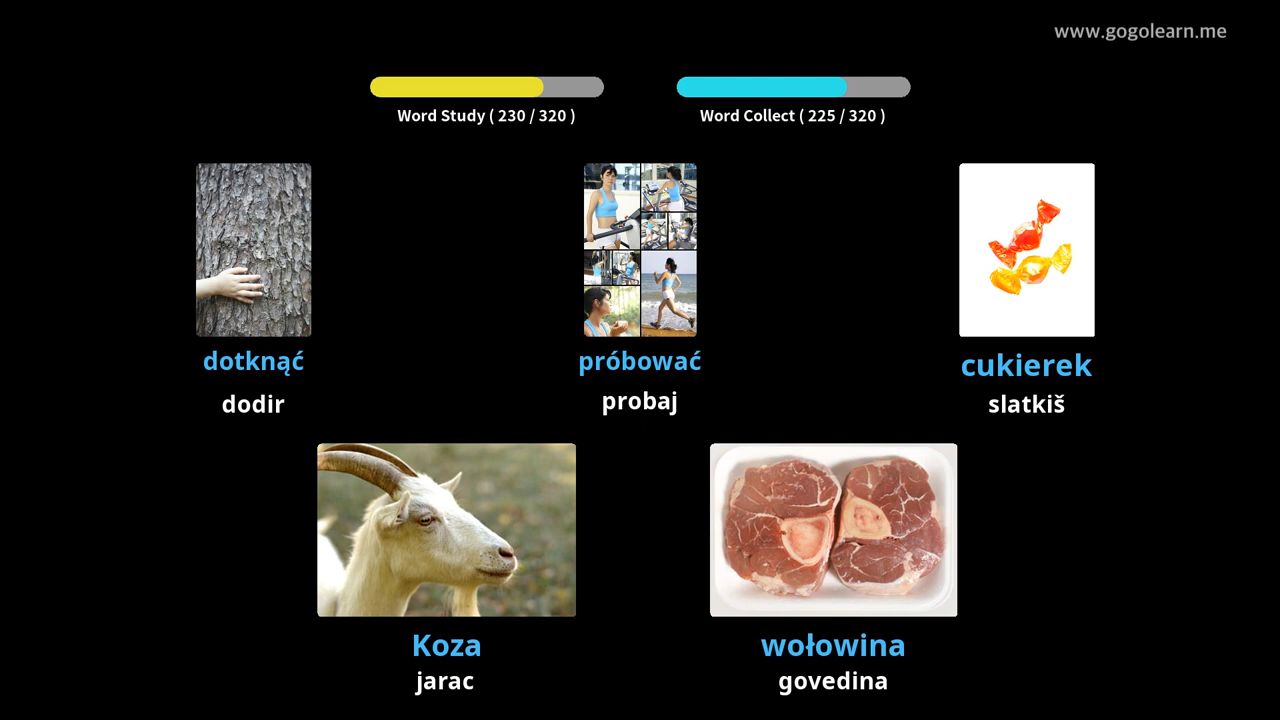 www.gogolearn.me
Word Study ( 230 / 320 )
Word Collect ( 225 / 320 )
dotknąć
próbować
cukierek
dodir
probaj
slatkiš
Koza
wołowina
jarac
govedina